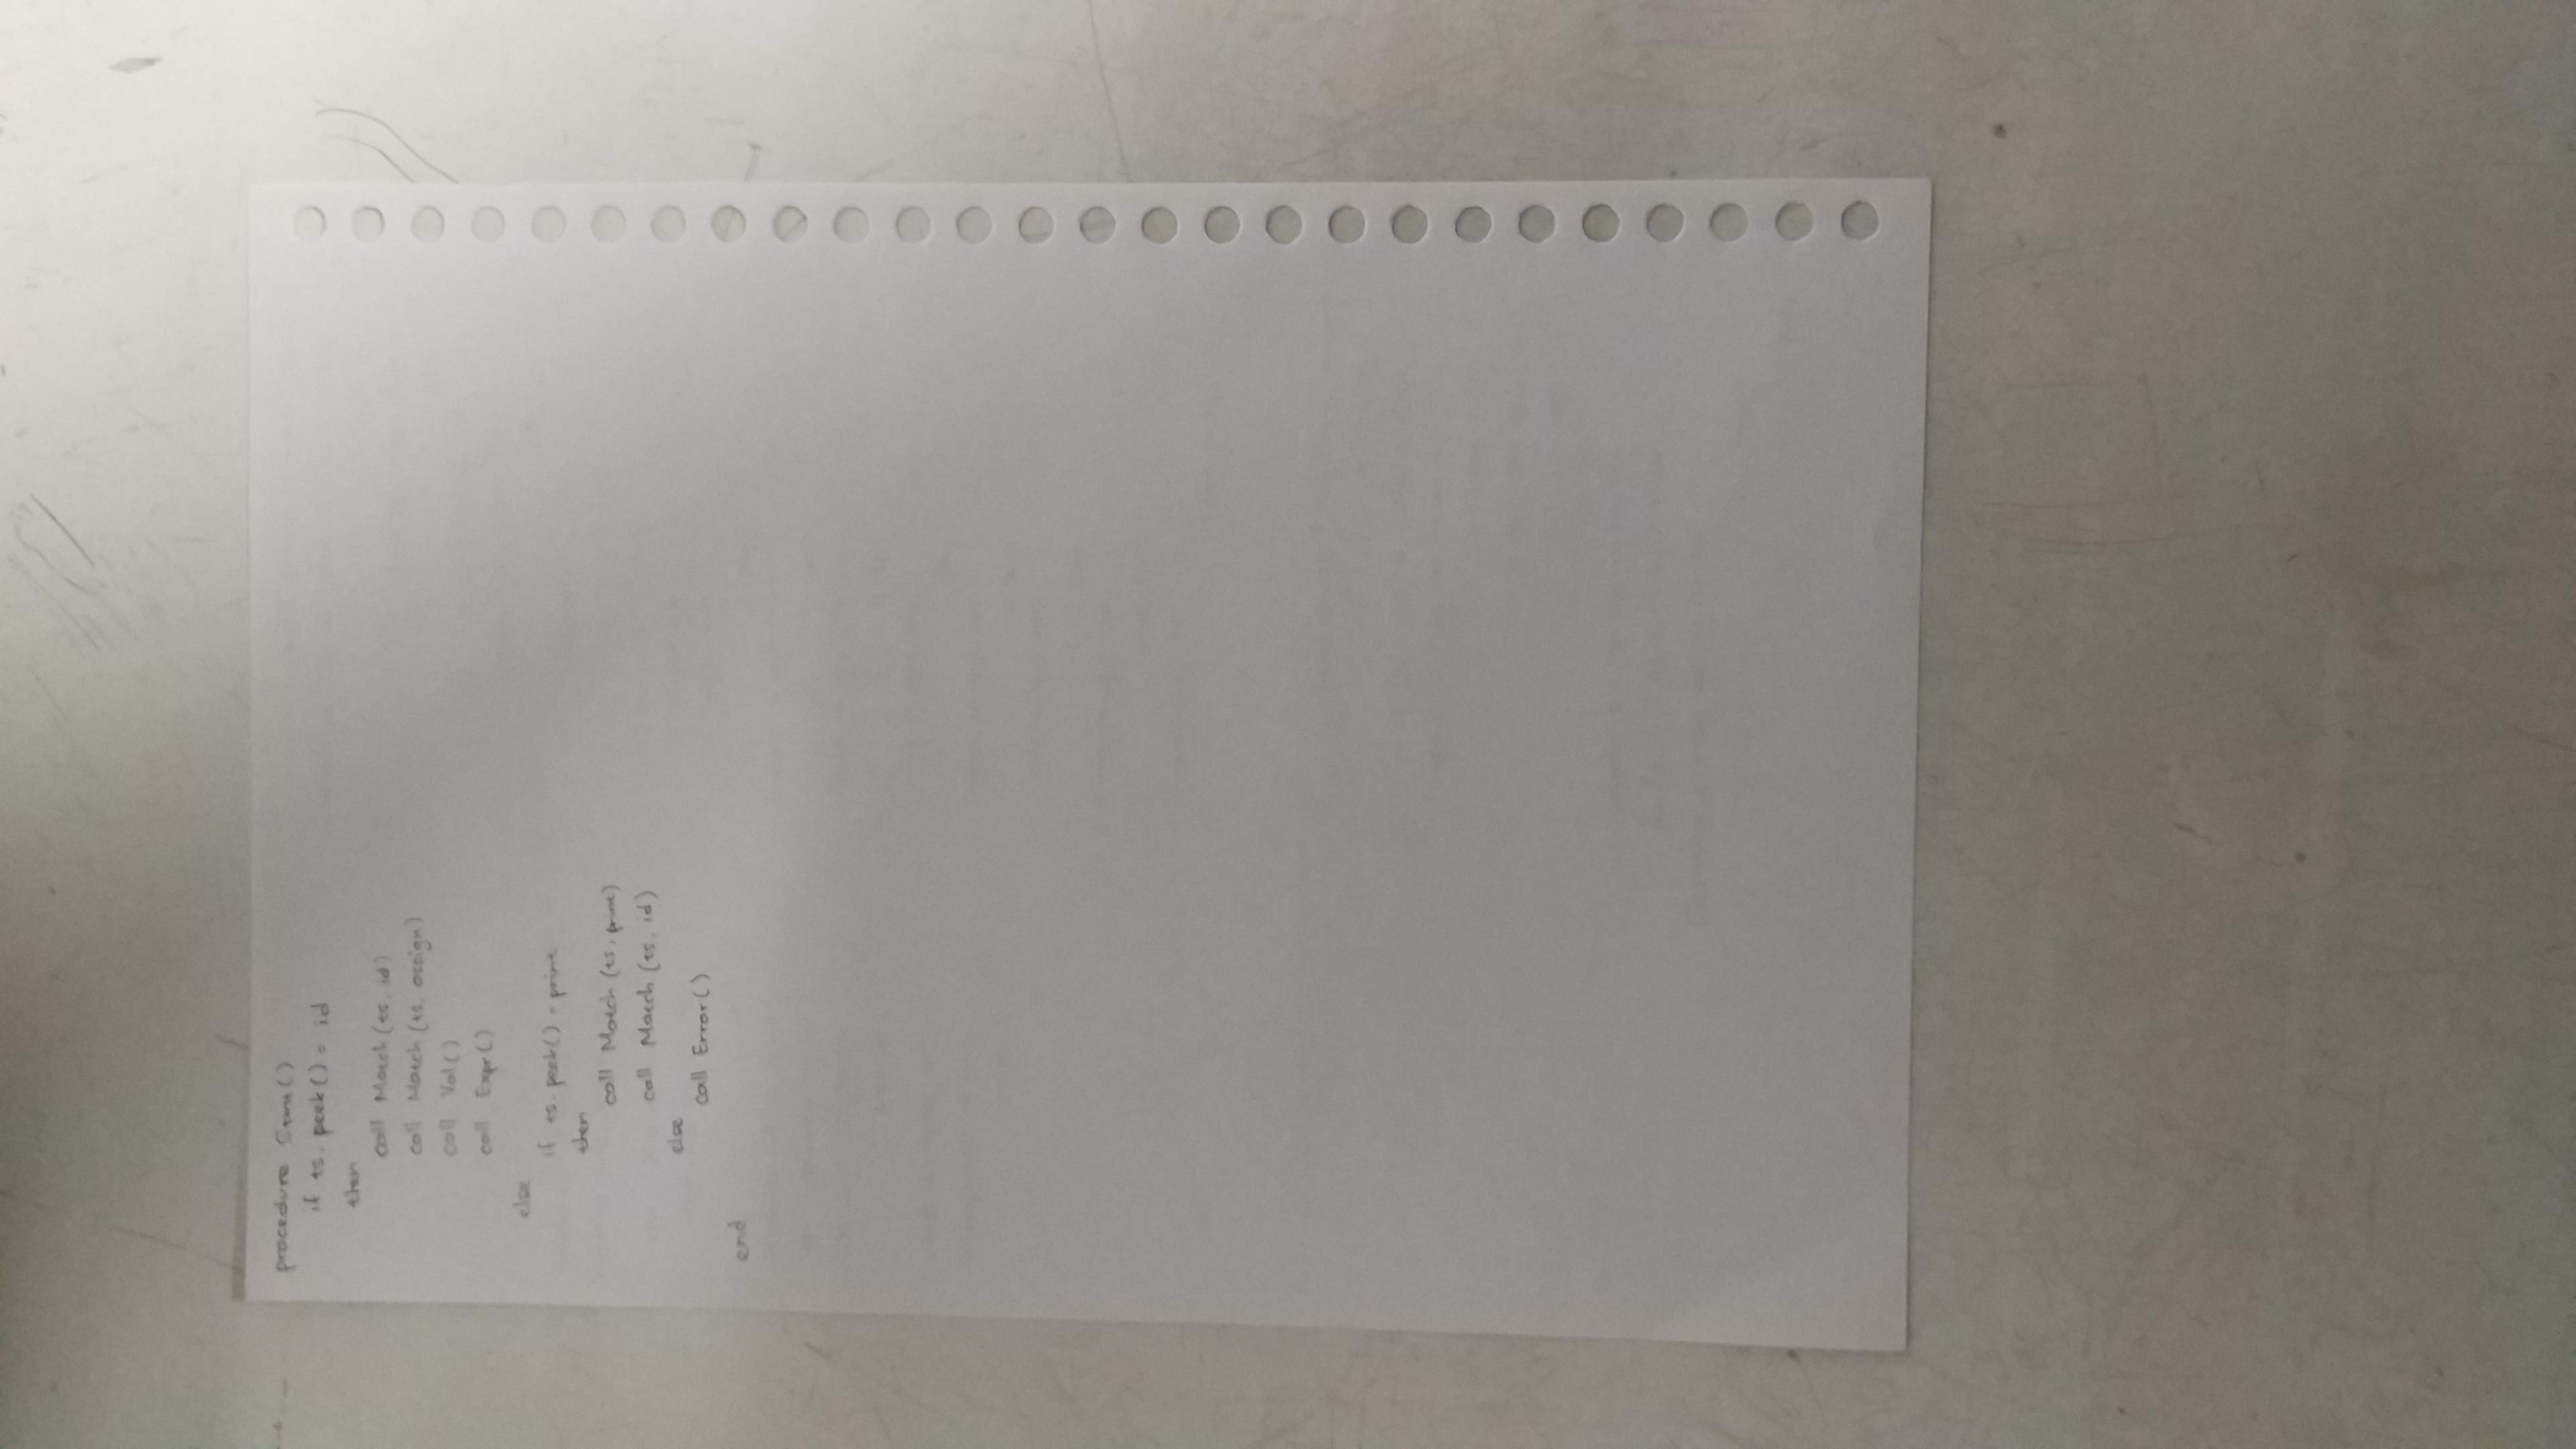 procedure Stmt()
if ts.peek() = id
then
call Match (ts, id)
call Match (ts, assign)
call Val()
call Expr()
else
if ts.peek() = print
then
call Match (ts, print)
call Match (ts, id)
else
call Error()
end